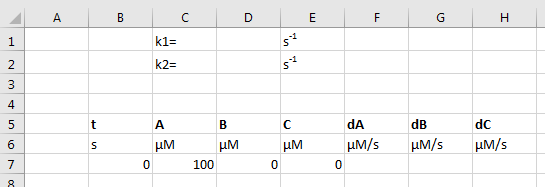 A B C D E F G H
1 k1= s⁻¹
2 k2= s⁻¹
3
4
5 t A B C dA dB dC
6 s µM µM µM µM/s µM/s µM/s
7 0 100 0 0
8